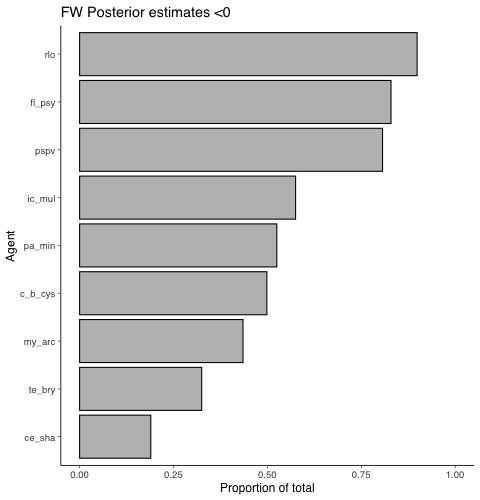 FW Posterior estimates <0
Agent
rlo
fl_psy
pspv
ic_mul
pa_min
c_b_cys
my_arc
te_bry
ce_sha
0.00 0.25 0.50 0.75 1.00
Proportion of total